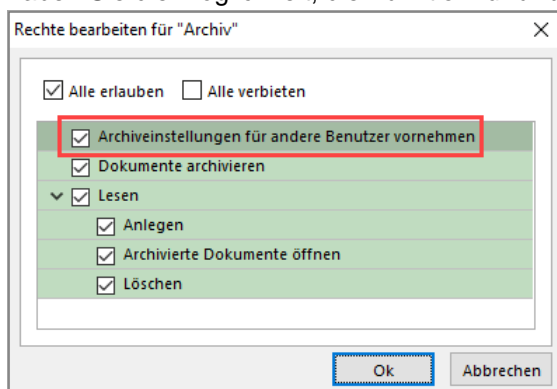 Rechte bearbeiten für "Archiv"
Alle erlauben Alle verbieten
Archiveinstellungen für andere Benutzer vornehmen
Dokumente archivieren
Lesen
Anlegen
Archivierte Dokumente öffnen
Löschen
Ok Abbrechen